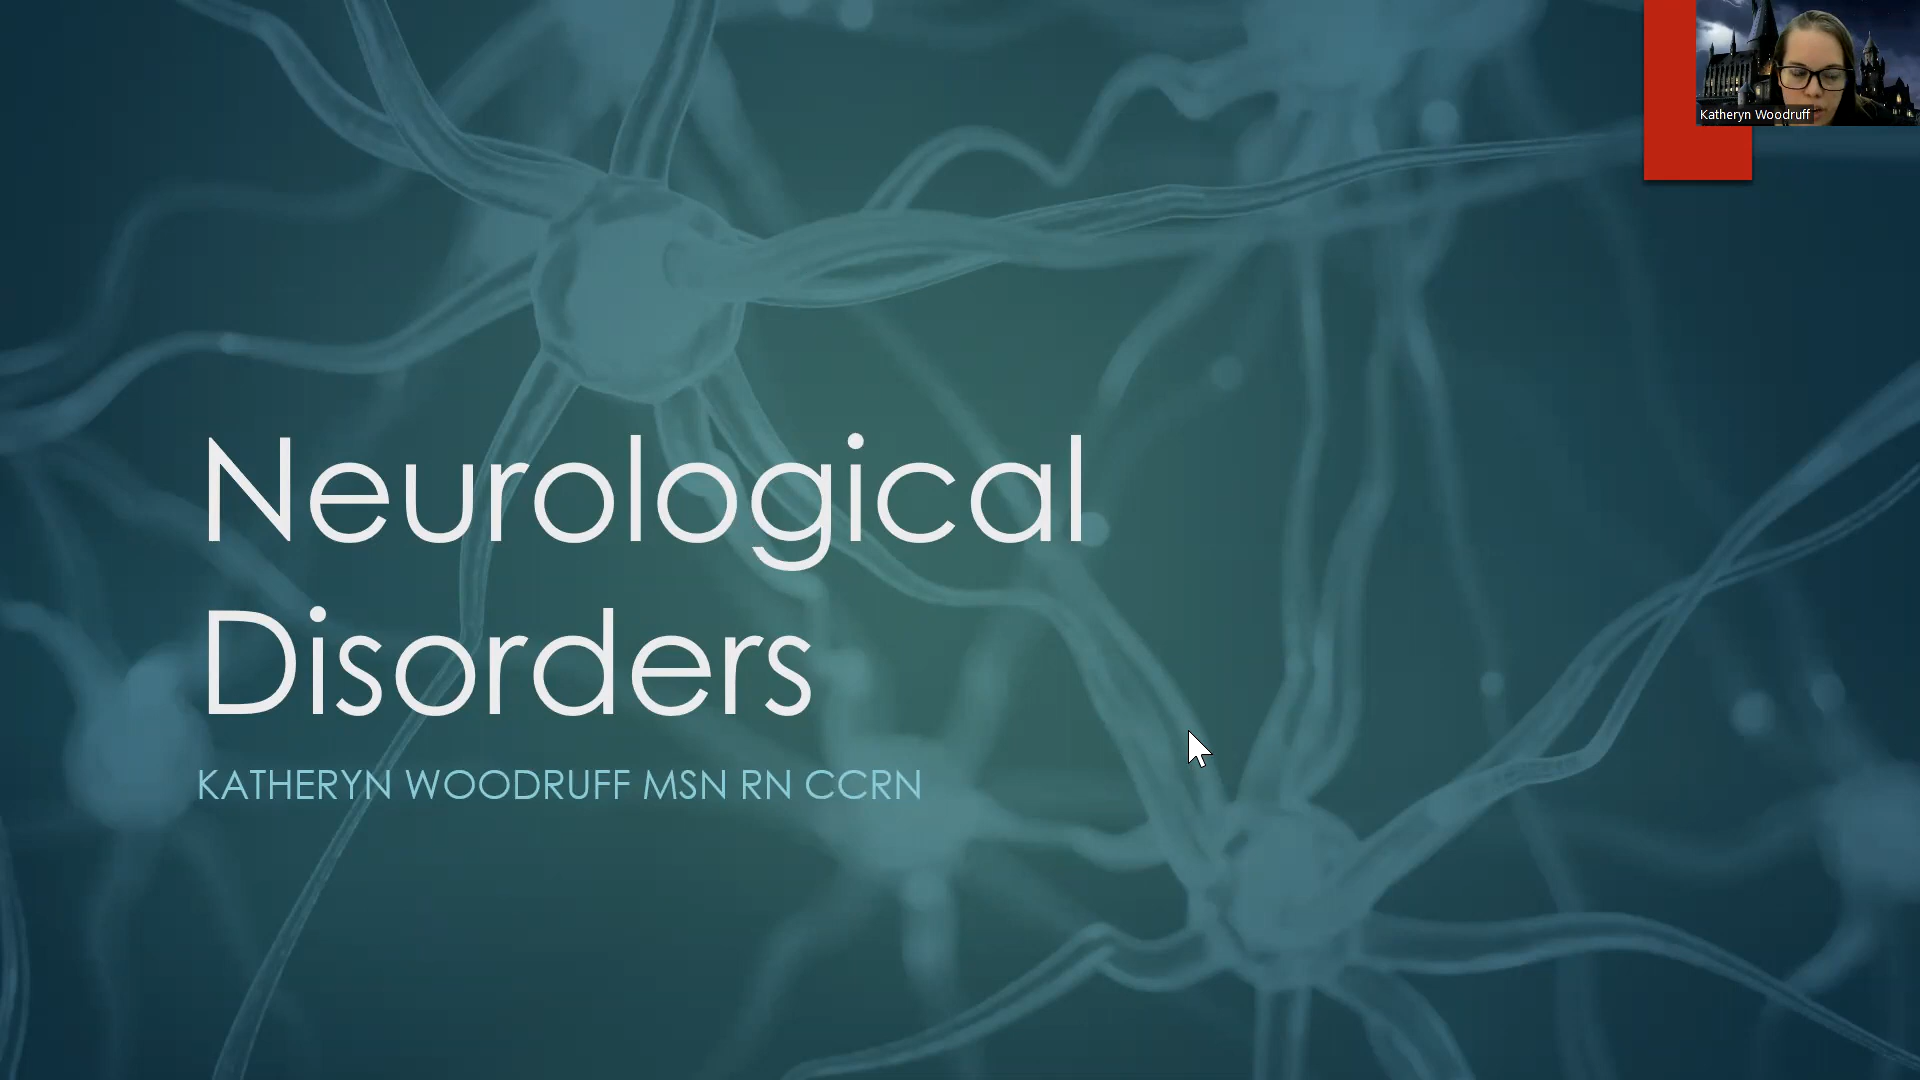 Katheryn Woodruff
Neurological
Disorders
KATHERYN WOODRUFF MSN RN CCRN